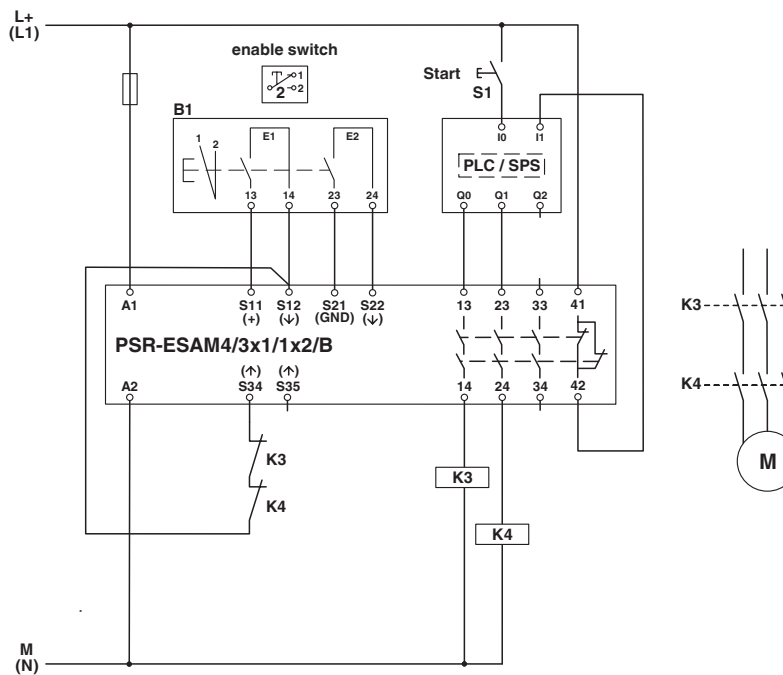 L+
(L1)
enable switch
1
2
2
Start
S1
B1
1
2
E1
E2
13
14
23
24
I0
I1
PLC / SPS
Q0
Q1
Q2
A1
S11
(+)
S12
(↓)
S21
(GND)
S22
(↓)
13
23
33
41
PSR-ESAM4/3x1/1x2/B
(↑)
(↑)
A2
S34
S35
14
24
34
42
K3
K4
K3
K4
K3
K4
M
M
(N)